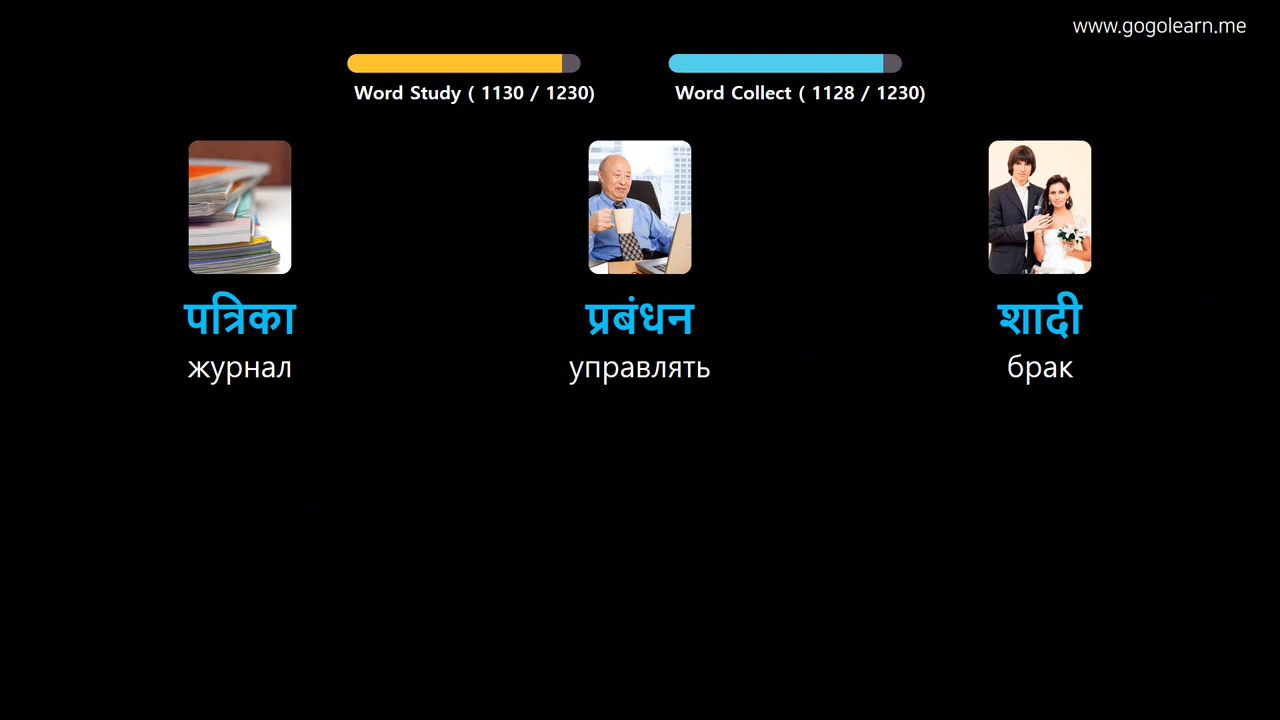 www.gogolearn.me
Word Study ( 1130 / 1230)
Word Collect ( 1128 / 1230)
पत्रिका
प्रबंधन
शादी
журнал
управлять
брак